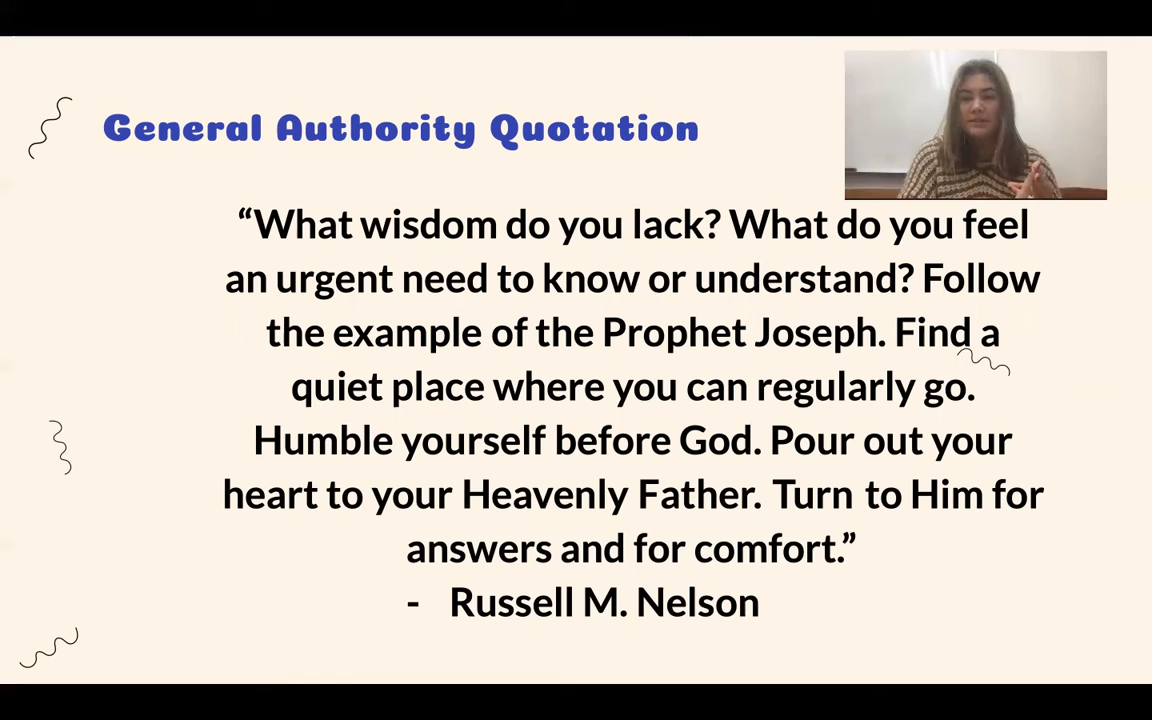 General Authority Quotation
“What wisdom do you lack? What do you feel
an urgent need to know or understand? Follow
the example of the Prophet Joseph. Find a
quiet place where you can regularly go.
Humble yourself before God. Pour out your
heart to your Heavenly Father. Turn to Him for
answers and for comfort.”
- Russell M. Nelson